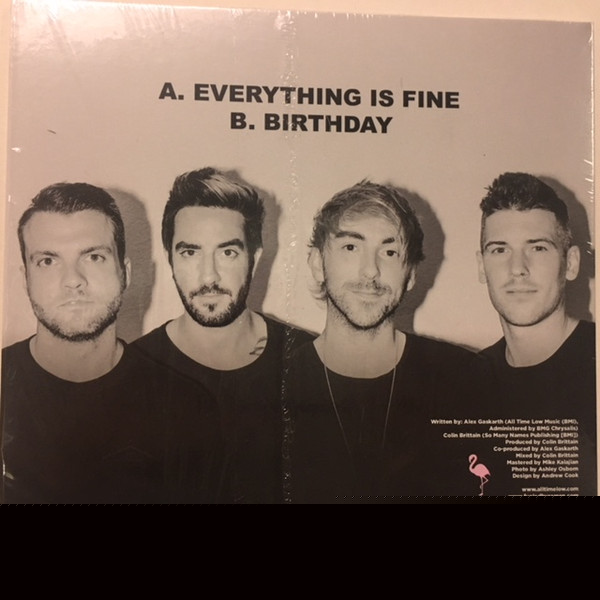 A. EVERYTHING IS FINE
B. BIRTHDAY
Written by: Alex Gaskarth (All Time Low Music (BMI),
Administered by BMG Chrysalis)
Colin Brittain (So Many Names Publishing [BMI])
Produced by Colin Brittain
Co-produced by Alex Gaskarth
Mixed by Colin Brittain
Mastered by Mike Kalajian
Photo by Ashley Osborn
Design by Andrew Cook
www.alltimelow.com